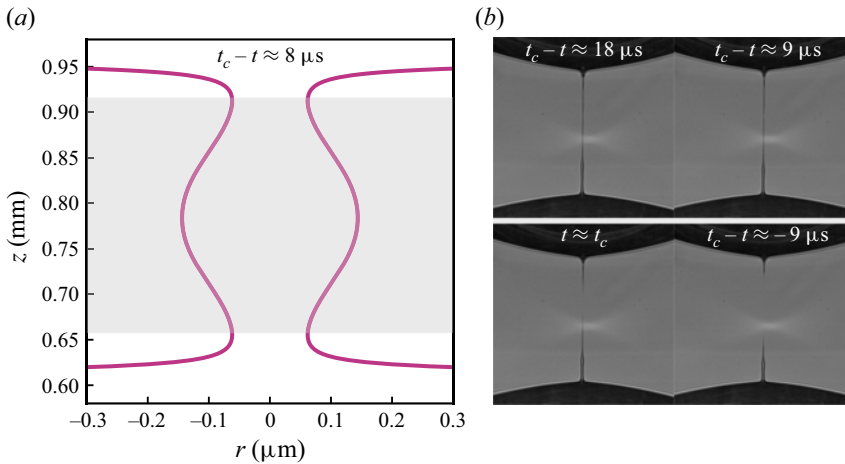 (a)
t_c – t ≈ 8 μs
0.95
0.90
0.85
0.80
0.75
0.70
0.65
0.60
z (mm)
–0.3 –0.2 –0.1 0 0.1 0.2 0.3
r (μm)
(b)
t_c – t ≈ 18 μs
t_c – t ≈ 9 μs
t ≈ t_c
t_c – t ≈ –9 μs